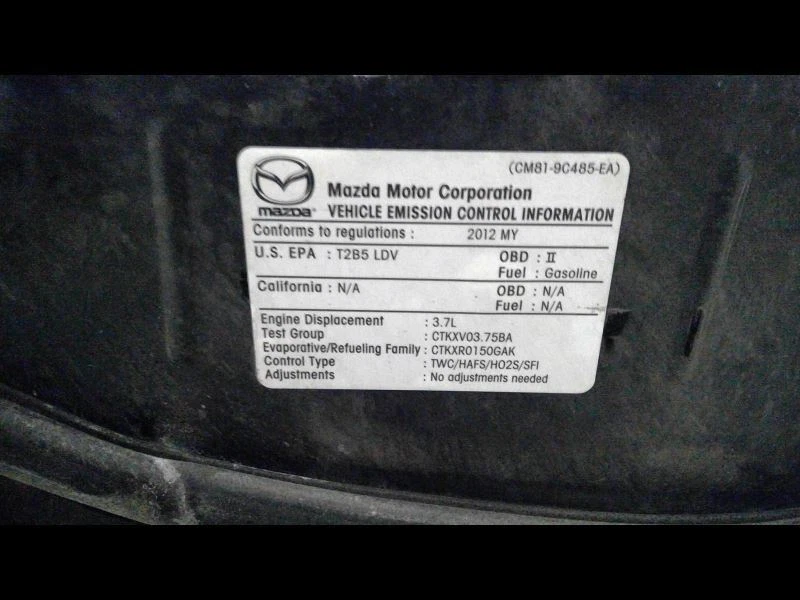 (CM81-9C485-EA)
Mazda Motor Corporation
mazda VEHICLE EMISSION CONTROL INFORMATION
Conforms to regulations : 2012 MY
U.S. EPA : T2B5 LDV OBD : II
Fuel : Gasoline
California : N/A OBD : N/A
Fuel : N/A
Engine Displacement : 3.7L
Test Group : CTKXV03.75BA
Evaporative/Refueling Family : CTKXR0150GAK
Control Type : TWC/HAFS/HO2S/SFI
Adjustments : No adjustments needed